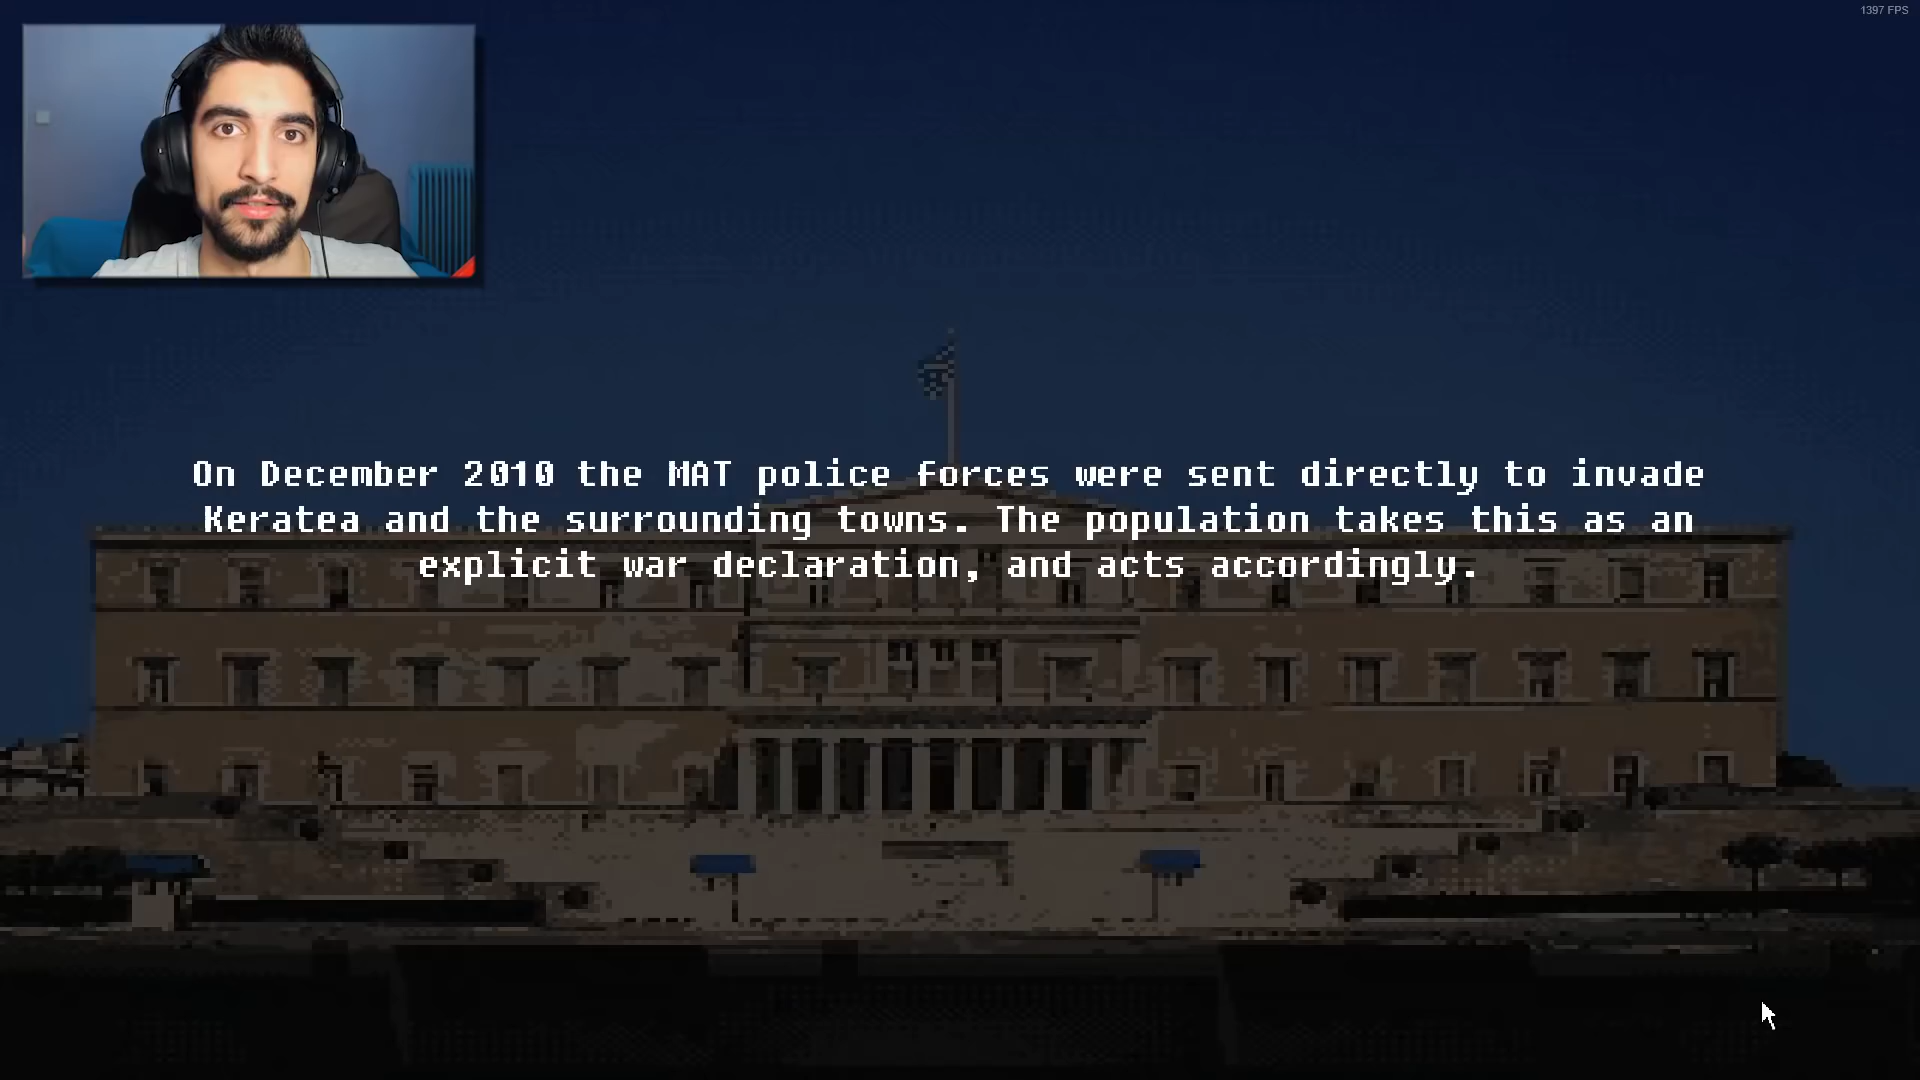 1397 FPS
On December 2010 the MAT police forces were sent directly to invade
Keratea and the surrounding towns. The population takes this as an
explicit war declaration, and acts accordingly.